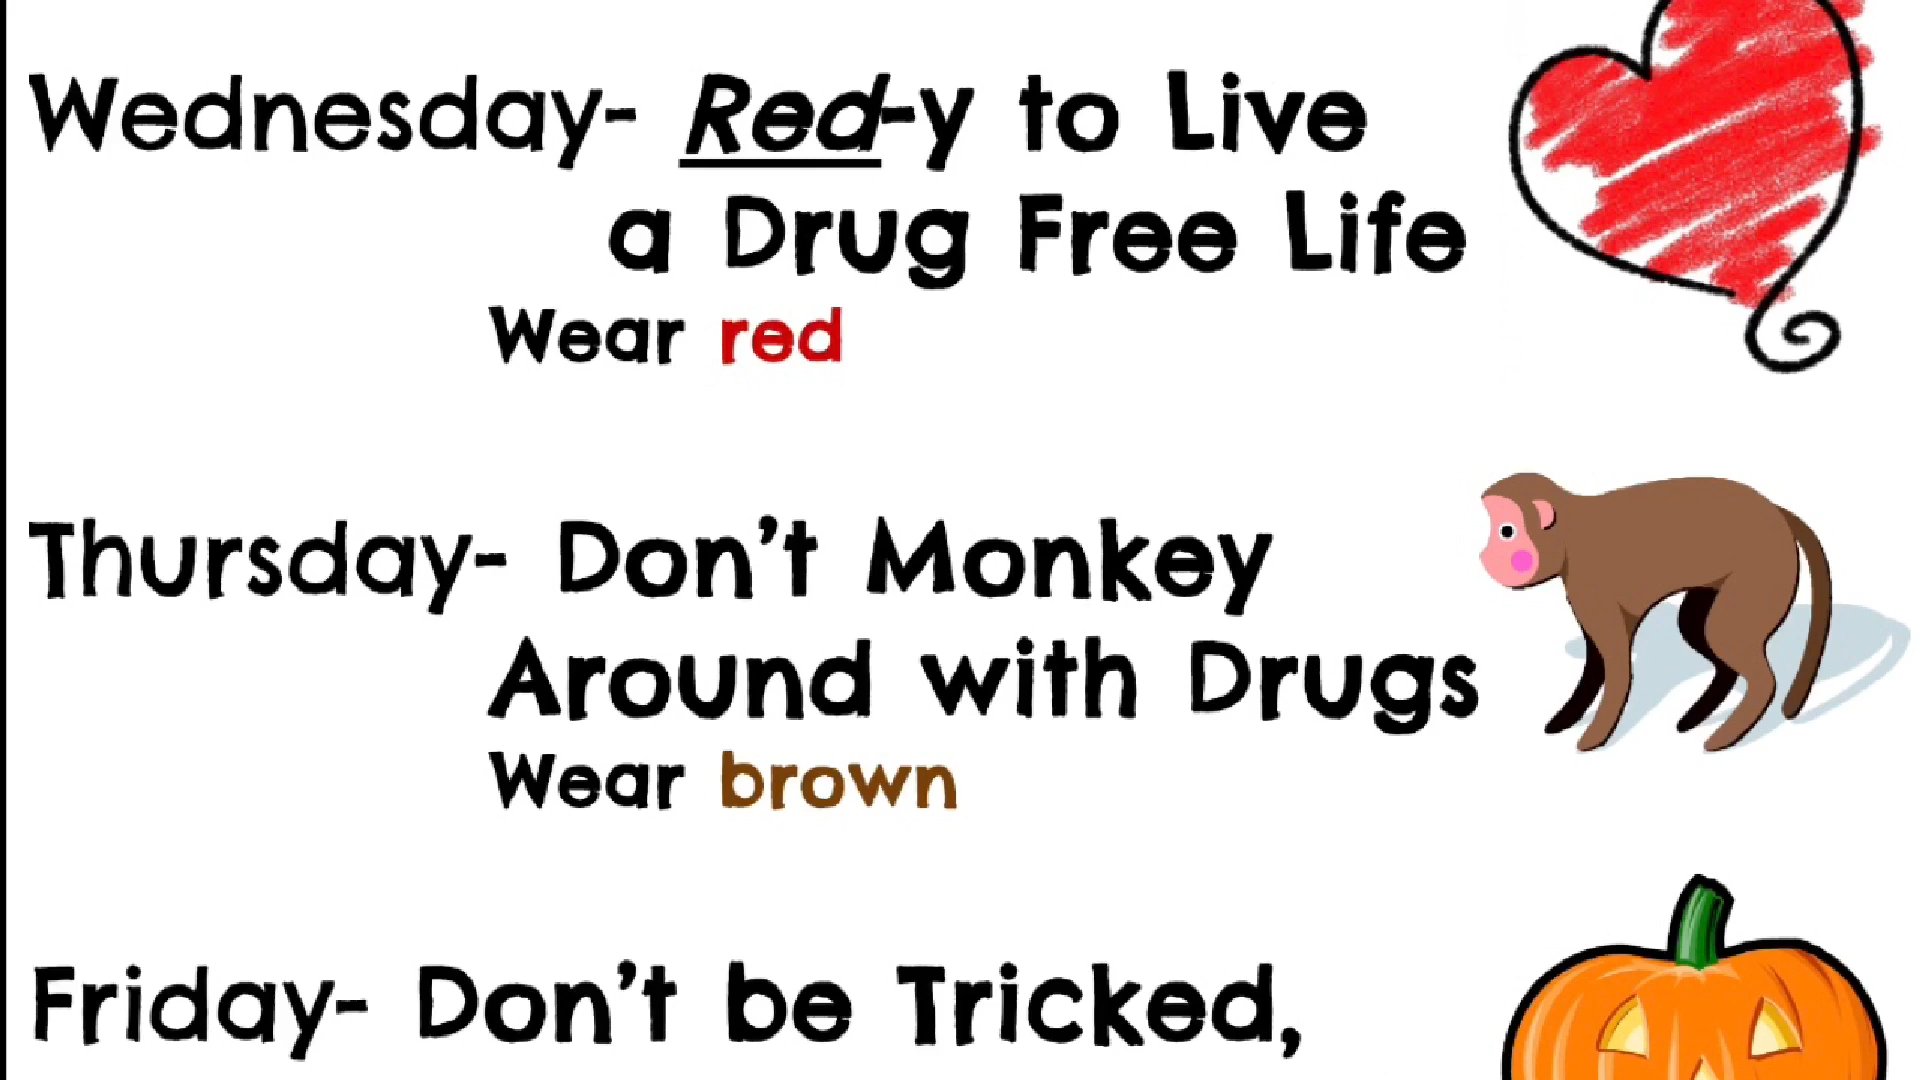 Wednesday- Red-y to Live
a Drug Free Life
Wear red
Thursday- Don't Monkey
Around with Drugs
Wear brown
Friday- Don't be Tricked,